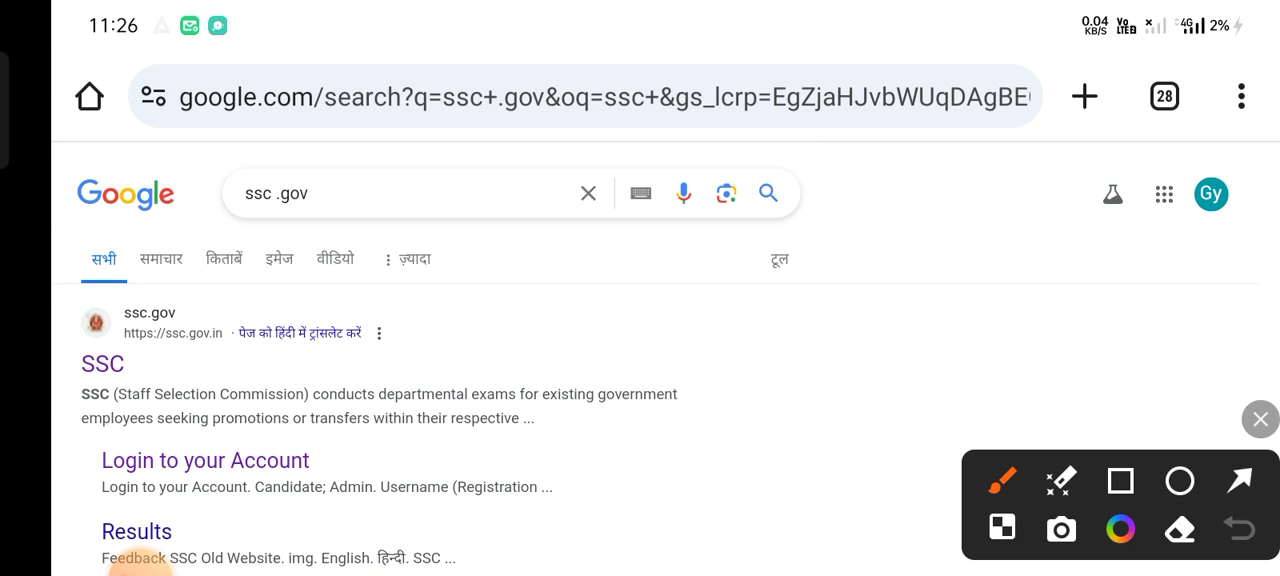 11:26 0.04 KB/S Vo LTE2 4G 2%
google.com/search?q=ssc+.gov&oq=ssc+&gs_lcrp=EgZjaHJvbWUqDAgBE
28
Google ssc .gov Gy
सभी समाचार किताबें इमेज वीडियो ज़्यादा टूल
ssc.gov
https://ssc.gov.in · पेज को हिंदी में ट्रांसलेट करें
SSC
SSC (Staff Selection Commission) conducts departmental exams for existing government
employees seeking promotions or transfers within their respective ...
Login to your Account
Login to your Account. Candidate; Admin. Username (Registration ...
Results
Feedback SSC Old Website. img. English. हिन्दी. SSC ...